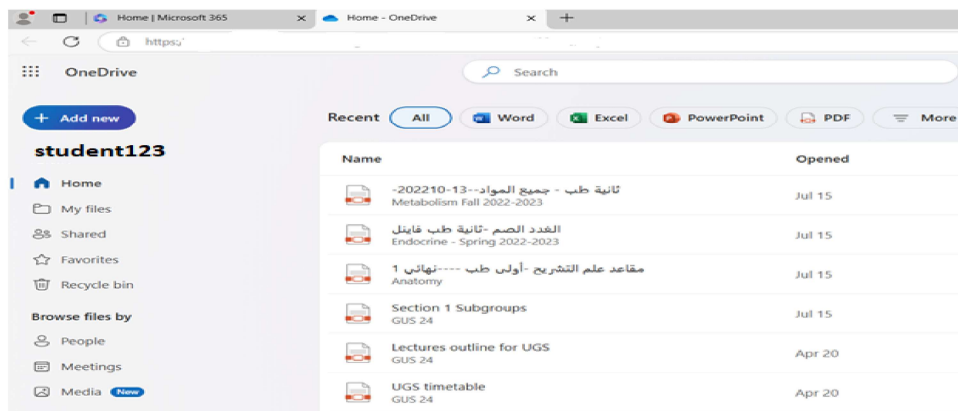 Home | Microsoft 365
Home - OneDrive
https:/
OneDrive
Search
Add new
Recent All Word Excel PowerPoint PDF More
student123
Name Opened
Home
My files
Shared
Favorites
Recycle bin
Browse files by
People
Meetings
Media New
ثانية طب - جميع المواد--13-202210-
Jul 15
Metabolism Fall 2022-2023
الغدد الصم -ثانية طب فاينل
Jul 15
Endocrine - Spring 2022-2023
مقاعد علم التشريح -أولى طب ----نهائي 1
Jul 15
Anatomy
Section 1 Subgroups
Jul 15
GUS 24
Lectures outline for UGS
Apr 20
GUS 24
UGS timetable
Apr 20
GUS 24